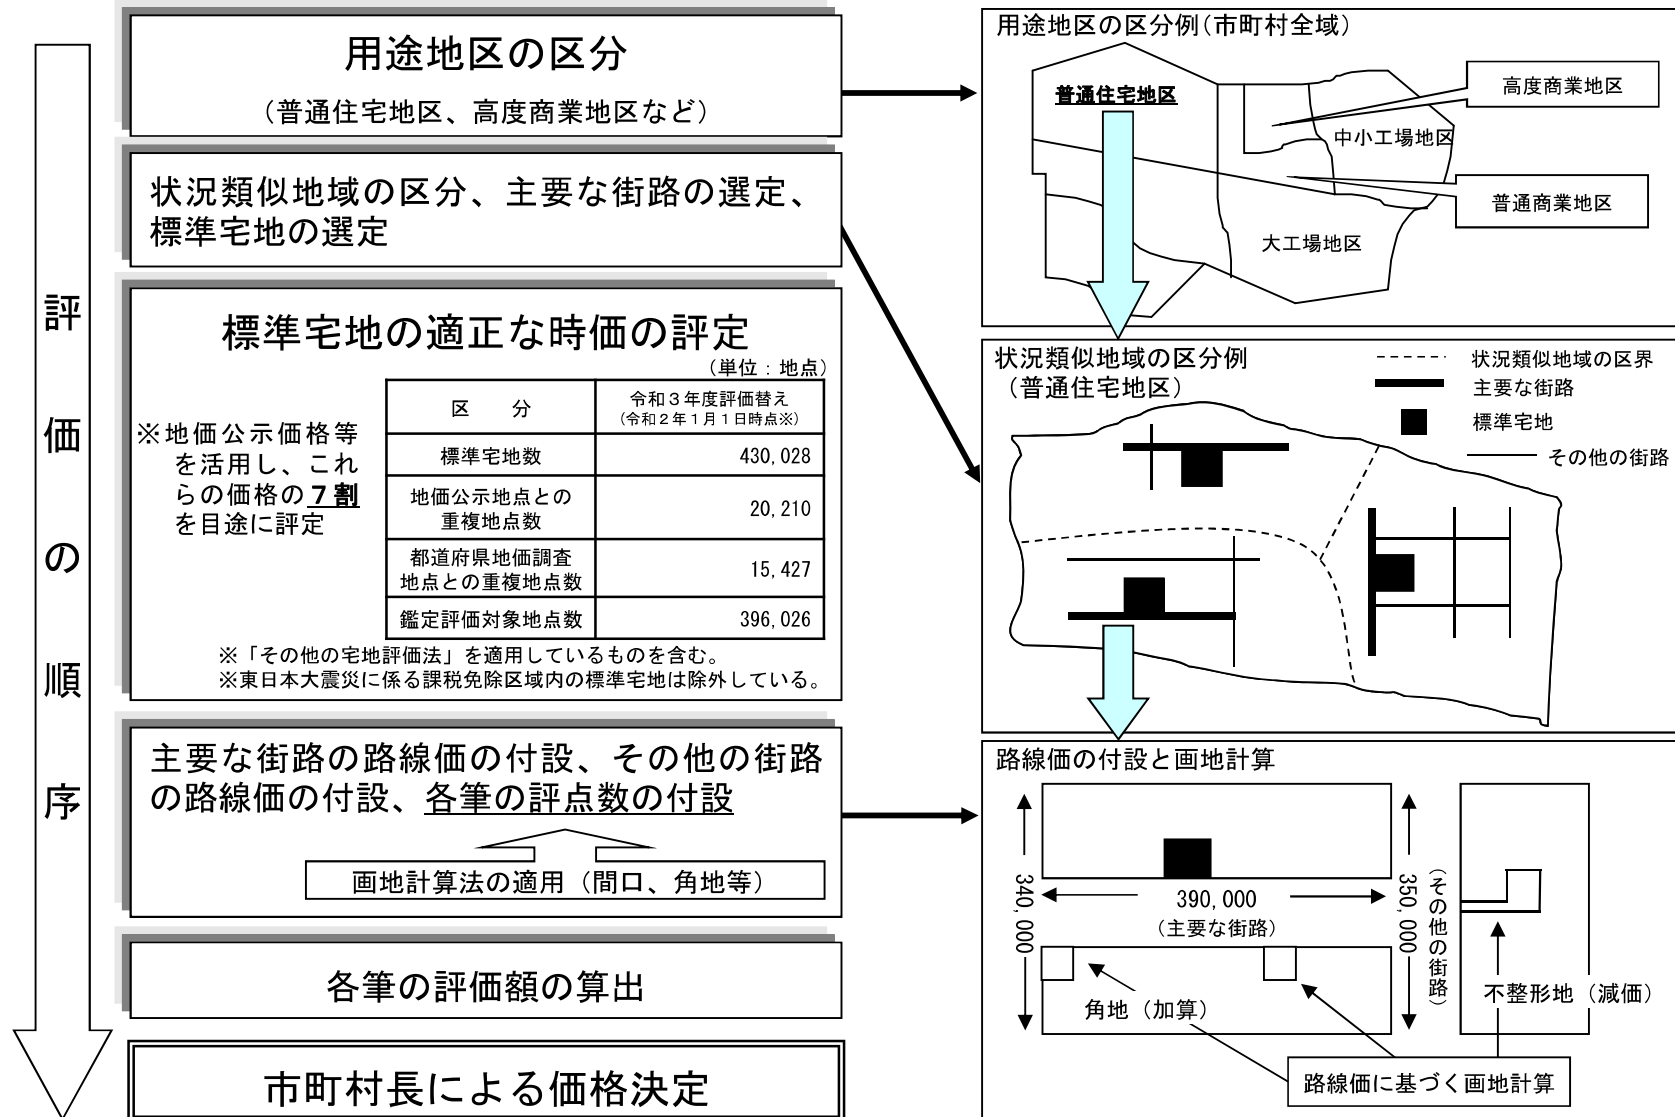 評価の順序
用途地区の区分
（普通住宅地区、高度商業地区など）
状況類似地域の区分、主要な街路の選定、
標準宅地の選定
標準宅地の適正な時価の評定
（単位：地点）
※地価公示価格等
を活用し、これ
らの価格の７割
を目途に評定
区　　分
令和３年度評価替え
（令和２年１月１日時点※）
標準宅地数
430,028
地価公示地点との
重複地点数
20,210
都道府県地価調査
地点との重複地点数
15,427
鑑定評価対象地点数
396,026
※「その他の宅地評価法」を適用しているものを含む。
※東日本大震災に係る課税免除区域内の標準宅地は除外している。
主要な街路の路線価の付設、その他の街路
の路線価の付設、各筆の評点数の付設
画地計算法の適用（間口、角地等）
各筆の評価額の算出
市町村長による価格決定
用途地区の区分例（市町村全域）
普通住宅地区
高度商業地区
中小工場地区
普通商業地区
大工場地区
状況類似地域の区分例
（普通住宅地区）
状況類似地域の区界
主要な街路
標準宅地
その他の街路
路線価の付設と画地計算
340,000
390,000
（主要な街路）
350,000
（その他の街路）
角地（加算）
不整形地（減価）
路線価に基づく画地計算